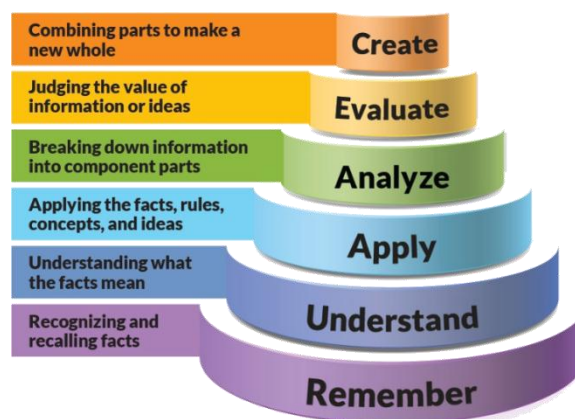 Combining parts to make a
new whole
Create
Judging the value of
information or ideas
Evaluate
Breaking down information
into component parts
Analyze
Applying the facts, rules,
concepts, and ideas
Apply
Understanding what
the facts mean
Understand
Recognizing and
recalling facts
Remember